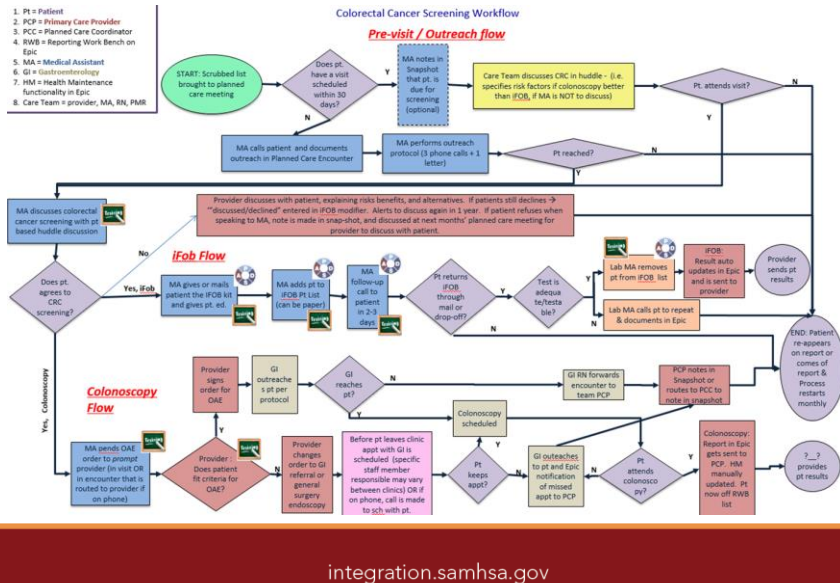 1. Pt = Patient
2. PCP = Primary Care Provider
3. PCC = Planned Care Coordinator
4. RWB = Reporting Work Bench on
Epic
5. MA = Medical Assistant
6. GI = Gastroenterology
7. HM = Health Maintenance
functionality in Epic
8. Care Team = provider, MA, RN, PMR
Colorectal Cancer Screening Workflow
Pre-visit / Outreach flow
START: Scrubbed list
brought to planned
care meeting
Does pt.
have a visit
scheduled
within 30
days?
Y
N
MA notes in
Snapshot
that pt. is
due for
screening
(optional)
Care Team discusses CRC in huddle - (i.e.
specifies risk factors if colonoscopy better
than iFOB, if MA is NOT to discuss)
Pt. attends visit?
N
Y
MA calls patient and documents
outreach in Planned Care Encounter
MA performs outreach
protocol (3 phone calls + 1
letter)
Pt reached?
N
Y
MA discusses colorectal
cancer screening with pt
based huddle discussion
Training
Provider discusses with patient, explaining risks benefits, and alternatives. If patients still declines →
"discussed/declined" entered in iFOB modifier. Alerts to discuss again in 1 year. If patient refuses when
speaking to MA, note is made in snap-shot, and discussed at next months' planned care meeting for
provider to discuss with patient.
No
iFob Flow
Does pt.
agrees to
CRC
screening?
Yes, iFob
MA gives or mails
patient the IFOB kit
and gives pt. ed.
Training
MA adds pt to
iFOB Pt List
(can be paper)
Training
MA
follow-up
call to
patient
in 2-3
days
Training
Pt returns
iFOB
through
mail or
drop-off?
Y
N
Test is
adequa
te/testa
ble?
Y
N
Training
Lab MA removes
pt from iFOB list
Lab MA calls pt to repeat
& documents in Epic
iFOB:
Result auto
updates in Epic
and is sent to
provider
Provider
sends pt
results
END: Patient
re-appears
on report or
comes of
report &
Process
restarts
monthly
Yes, Colonoscopy
Colonoscopy
Flow
Provider
signs
order for
OAE
Training
GI
outreache
s pt per
protocol
GI
reaches
pt?
N
Y
GI RN forwards
encounter to
team PCP
PCP notes in
Snapshot or
routes to PCC to
note in snapshot
Colonoscopy
scheduled
MA pends OAE
order to prompt
provider (in visit OR
in encounter that
is routed to provider if
on phone)
Training
Y
Provider :
Does patient
fit criteria for
OAE?
Training
N
Provider
changes
order to GI
referral or
general
surgery
endoscopy
Before pt leaves clinic
appt with GI is
scheduled (specific
staff member
responsible may vary
between clinics) OR if
on phone, call is made
to sch with pt.
Pt
keeps
appt?
Y
N
GI outeaches
to pt and Epic
notification of
missed appt
to PCP
N
Pt
attends
colonosco
py?
Y
Colonoscopy:
Report in Epic
gets sent to
PCP. HM
manually
updated. Pt
now off RWB
list
?__?
provides pt
results
integration.samhsa.gov